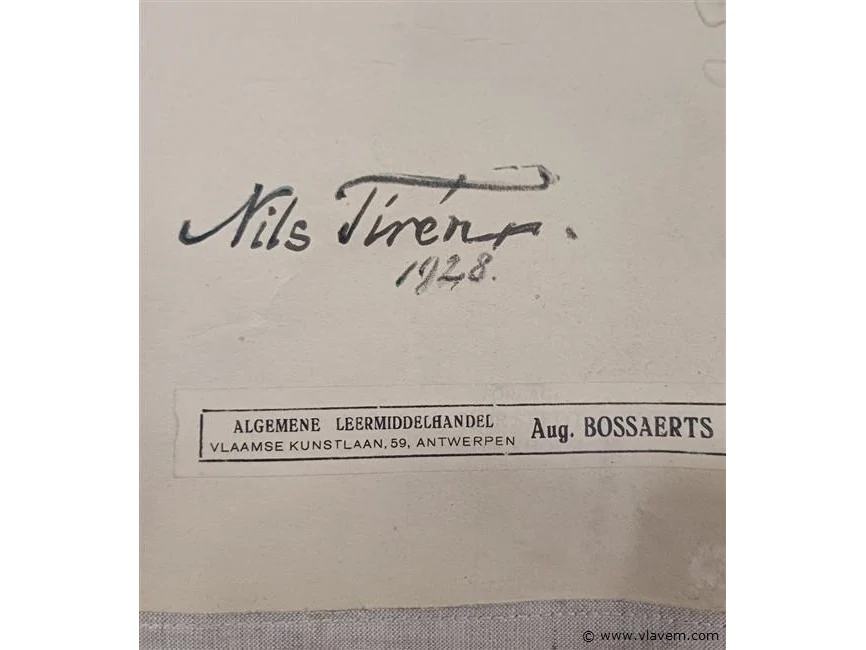 Nils Tirén.
1928.
ALGEMENE LEERMIDDELHANDEL
VLAAMSE KUNSTLAAN, 59, ANTWERPEN
Aug. BOSSAERTS
© www.vlavem.com